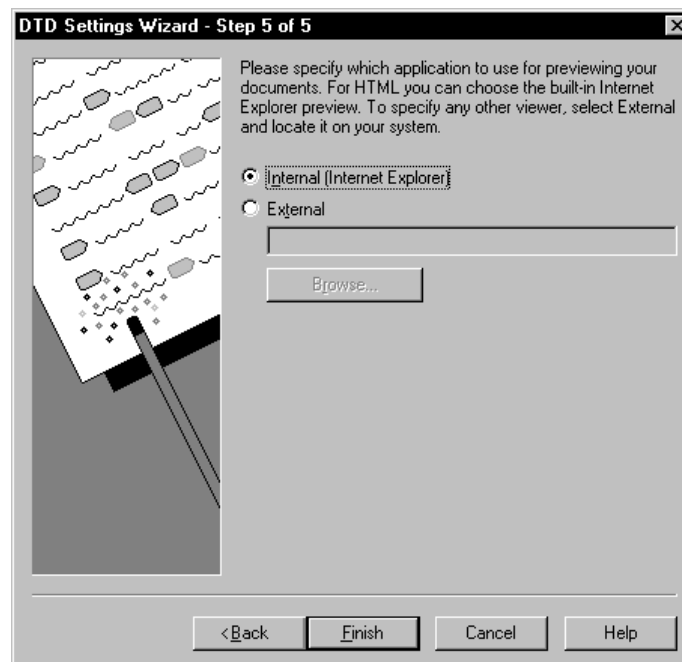 DTD Settings Wizard - Step 5 of 5
Please specify which application to use for previewing your
documents. For HTML you can choose the built-in Internet
Explorer preview. To specify any other viewer, select External
and locate it on your system.
Internal (Internet Explorer)
External
Browse...
<Back Finish Cancel Help